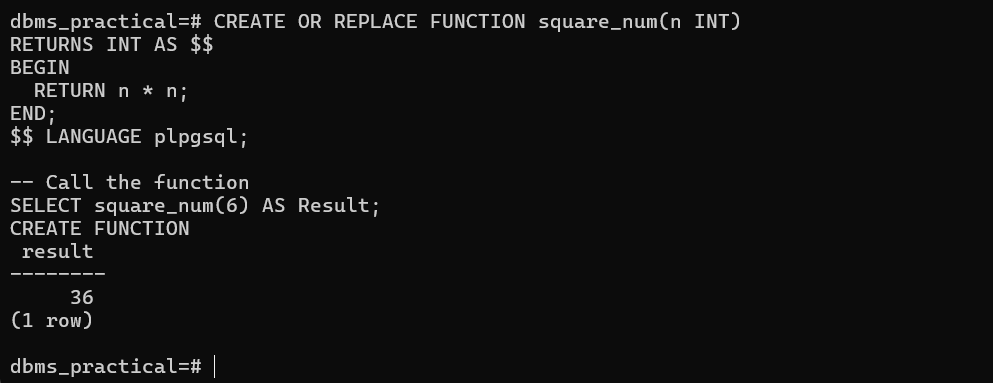 dbms_practical=# CREATE OR REPLACE FUNCTION square_num(n INT)
RETURNS INT AS $$
BEGIN
  RETURN n * n;
END;
$$ LANGUAGE plpgsql;

-- Call the function
SELECT square_num(6) AS Result;
CREATE FUNCTION
 result
--------
     36
(1 row)

dbms_practical=#